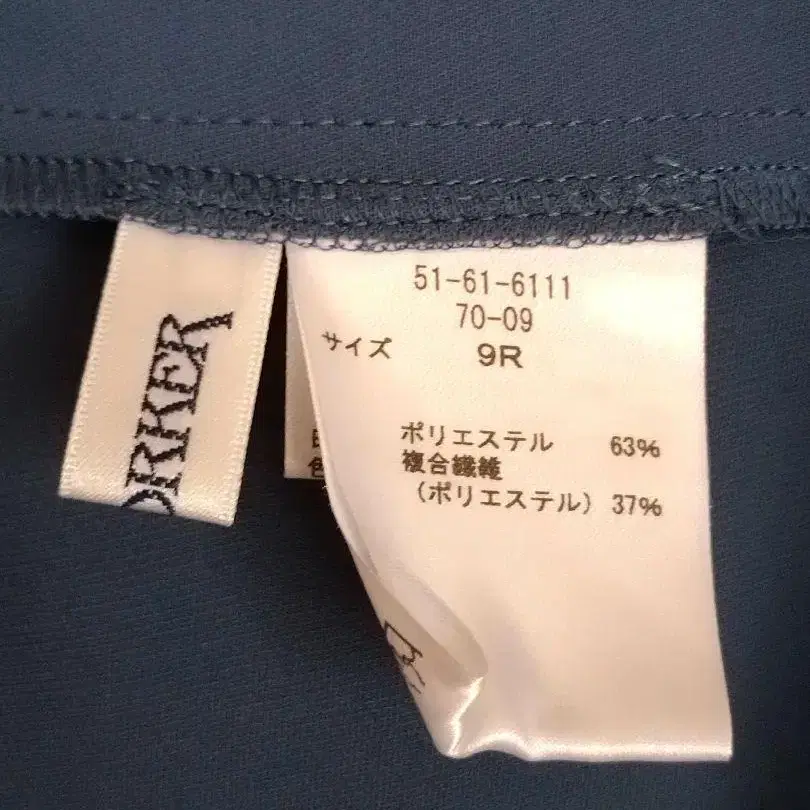 ORKER
51-61-6111
70-09
サイズ 9R
ポリエステル 63%
複合繊維
(ポリエステル) 37%
色